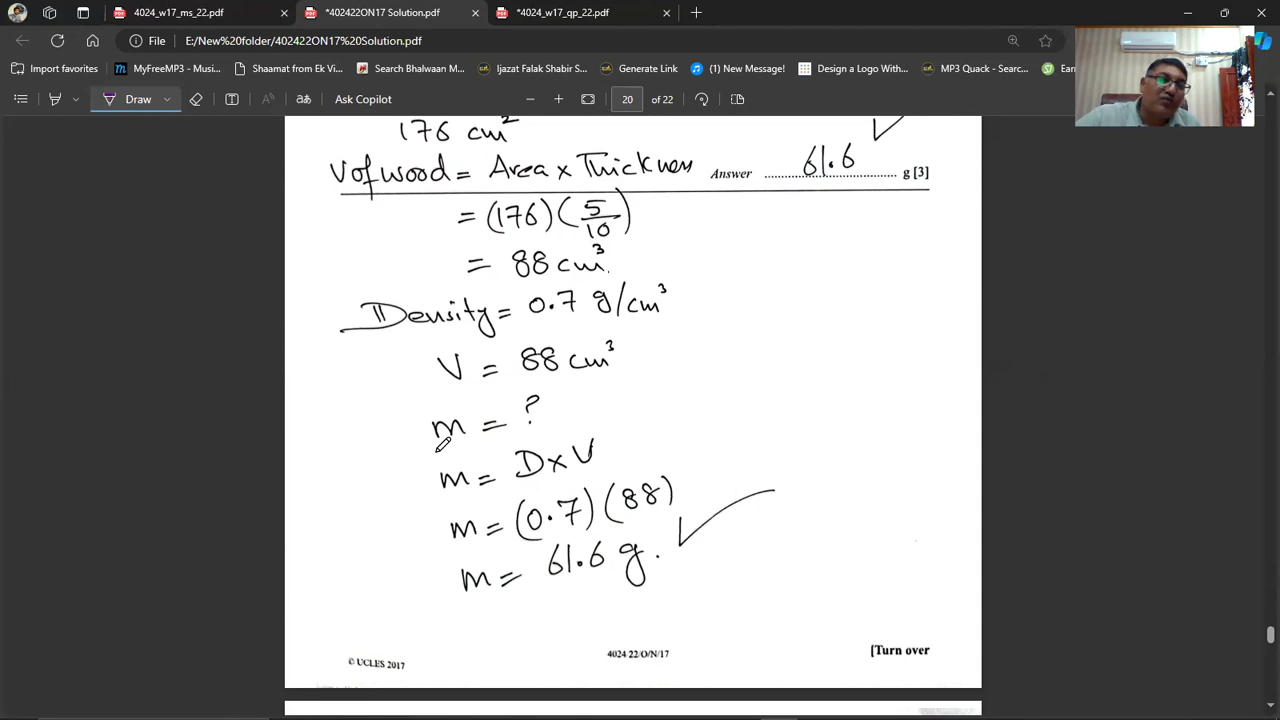 4024_w17_ms_22.pdf
*402422ON17 Solution.pdf
*4024_w17_qp_22.pdf
File
E:/New%20folder/402422ON17%20Solution.pdf
Import favorites
MyFreeMP3 - Musi...
Shaamat from Ek Vi...
Search Bhalwaan M...
Ijarat Falak Shabir S...
Generate Link
(1) New Message!
Design a Logo With...
MP3 Quack - Searc...
Ear
Draw
Ask Copilot
20 of 22
176 cm²
V of wood = Area x Thickness
Answer 61.6 g [3]
= (176) (5/10)
= 88 cm³.
Density = 0.7 g/cm³
V = 88 cm³
m = ?
m = D x V
m = (0.7) (88)
m = 61.6 g.
© UCLES 2017
4024/22/O/N/17
[Turn over